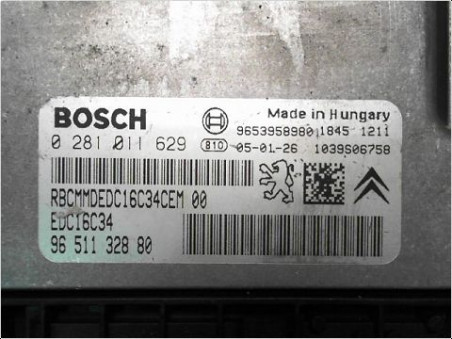 BOSCH
Made in Hungary
9653958980 1845 1211
0 281 011 629 810 05-01-26 1039S06758
RBCMMDEDC16C34CEM 00
EDC16C34
96 511 328 80